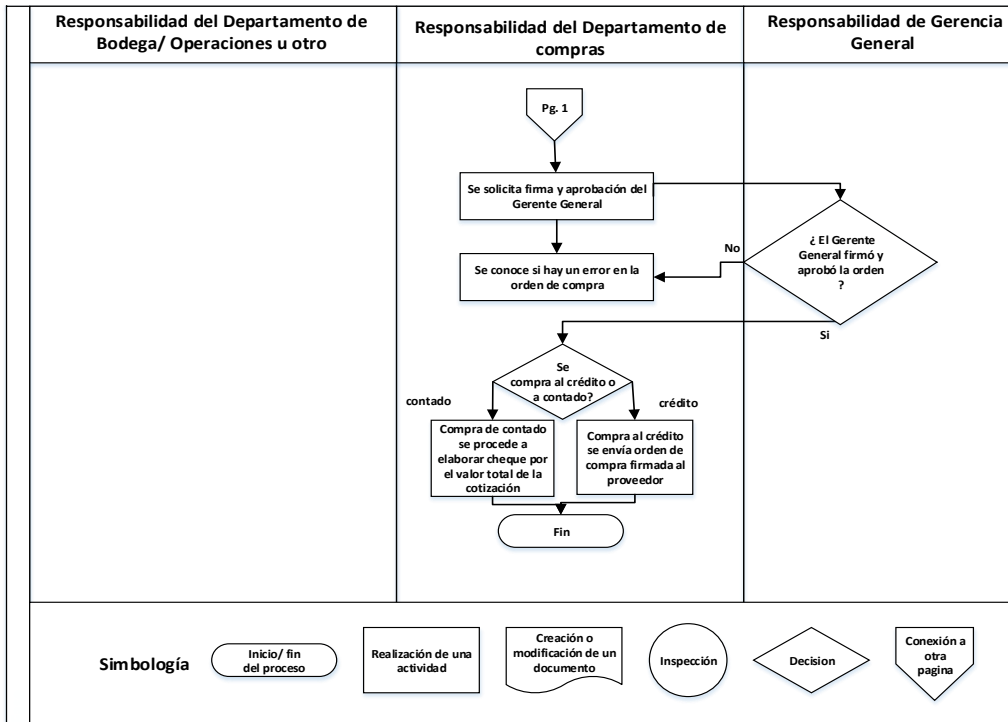 Responsabilidad del Departamento de
Bodega/ Operaciones u otro
Responsabilidad del Departamento de
compras
Responsabilidad de Gerencia
General
Pg. 1
Se solicita firma y aprobación del
Gerente General
¿ El Gerente
General firmó y
aprobó la orden
?
No
Se conoce si hay un error en la
orden de compra
Si
Se
compra al crédito o
a contado?
contado
crédito
Compra de contado
se procede a
elaborar cheque por
el valor total de la
cotización
Compra al crédito
se envía orden de
compra firmada al
proveedor
Fin
Simbología
Inicio/ fin
del proceso
Realización de una
actividad
Creación o
modificación de un
documento
Inspección
Decision
Conexión a
otra
pagina